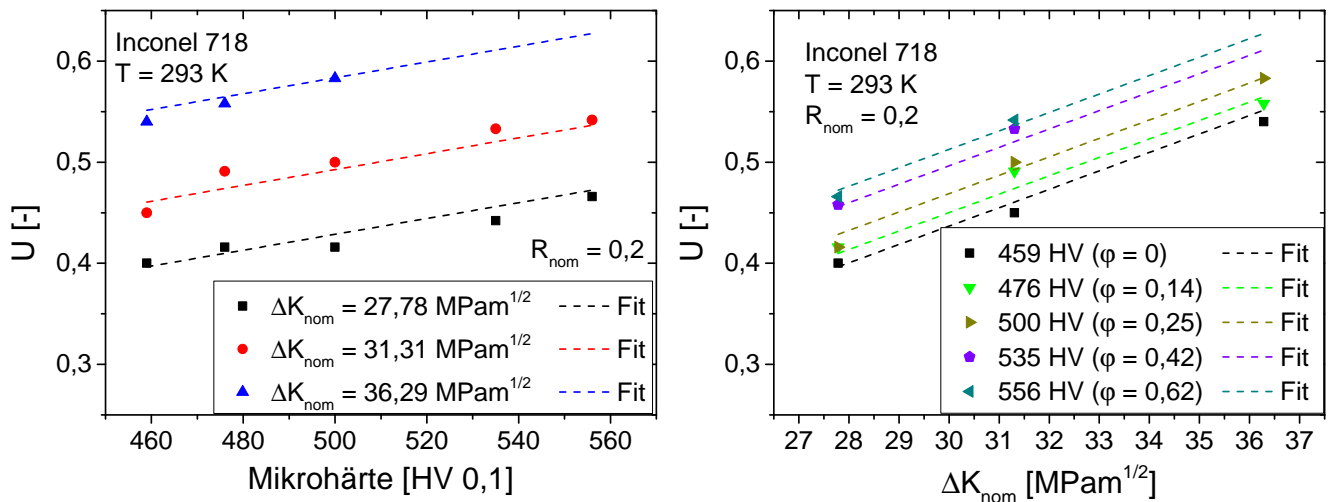 Inconel 718
T = 293 K
R_nom = 0,2
ΔK_nom = 27,78 MPam^1/2 Fit
ΔK_nom = 31,31 MPam^1/2 Fit
ΔK_nom = 36,29 MPam^1/2 Fit
U [-]
0,6
0,5
0,4
0,3
460 480 500 520 540 560
Mikrohärte [HV 0,1]
Inconel 718
T = 293 K
R_nom = 0,2
459 HV (φ = 0) Fit
476 HV (φ = 0,14) Fit
500 HV (φ = 0,25) Fit
535 HV (φ = 0,42) Fit
556 HV (φ = 0,62) Fit
U [-]
0,6
0,5
0,4
0,3
27 28 29 30 31 32 33 34 35 36 37
ΔK_nom [MPam^1/2]